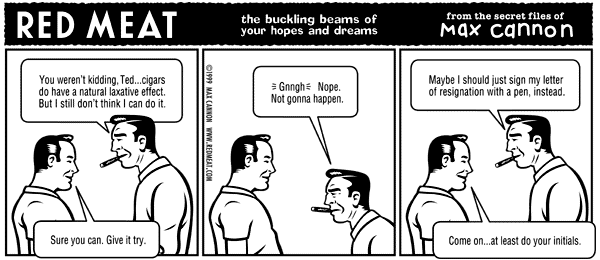 RED MEAT
the buckling beams of
your hopes and dreams
from the secret files of
Max cannon
You weren't kidding, Ted...cigars
do have a natural laxative effect.
But I still don't think I can do it.
Sure you can. Give it try.
©1999 MAX CANNON WWW.REDMEAT.COM
Gnngh Nope.
Not gonna happen.
Maybe I should just sign my letter
of resignation with a pen, instead.
Come on...at least do your initials.